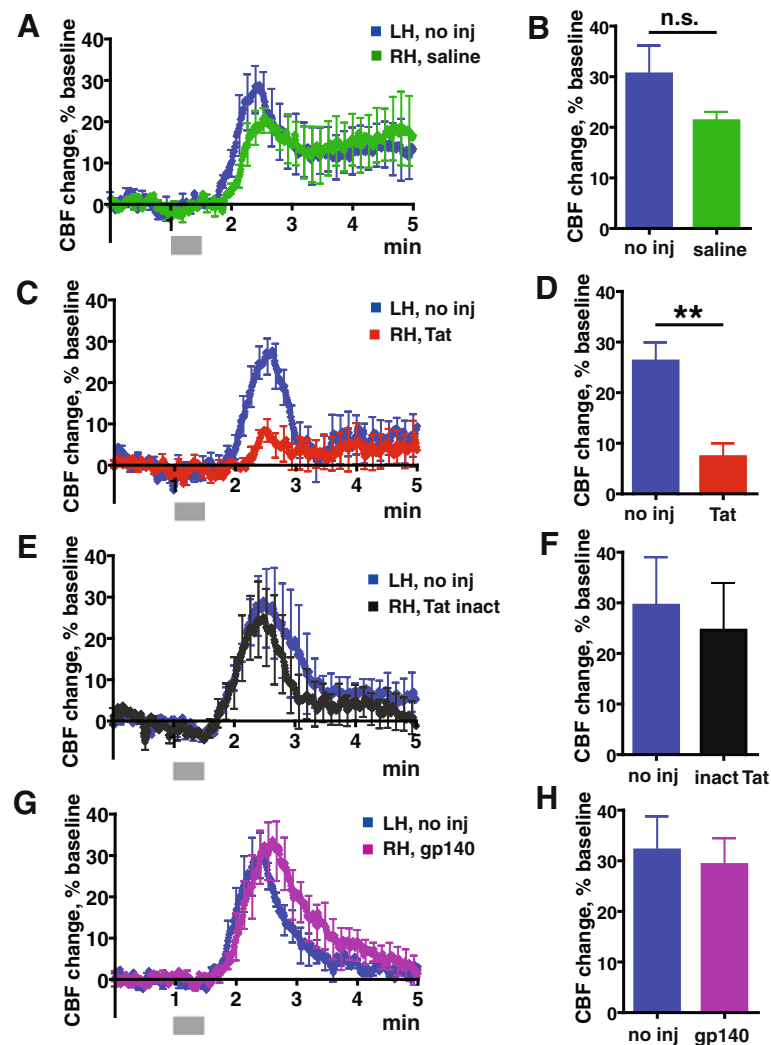 A
CBF change, % baseline
40
30
20
10
0
LH, no inj
RH, saline
1 2 3 4 5
min
B
CBF change, % baseline
40
30
20
10
0
n.s.
no inj saline
C
CBF change, % baseline
40
30
20
10
0
LH, no inj
RH, Tat
1 2 3 4 5
min
D
CBF change, % baseline
40
30
20
10
0
**
no inj Tat
E
CBF change, % baseline
40
30
20
10
0
LH, no inj
RH, Tat inact
1 2 3 4 5
min
F
CBF change, % baseline
40
30
20
10
0
no inj inact Tat
G
CBF change, % baseline
40
30
20
10
0
LH, no inj
RH, gp140
1 2 3 4 5
min
H
CBF change, % baseline
40
30
20
10
0
no inj gp140